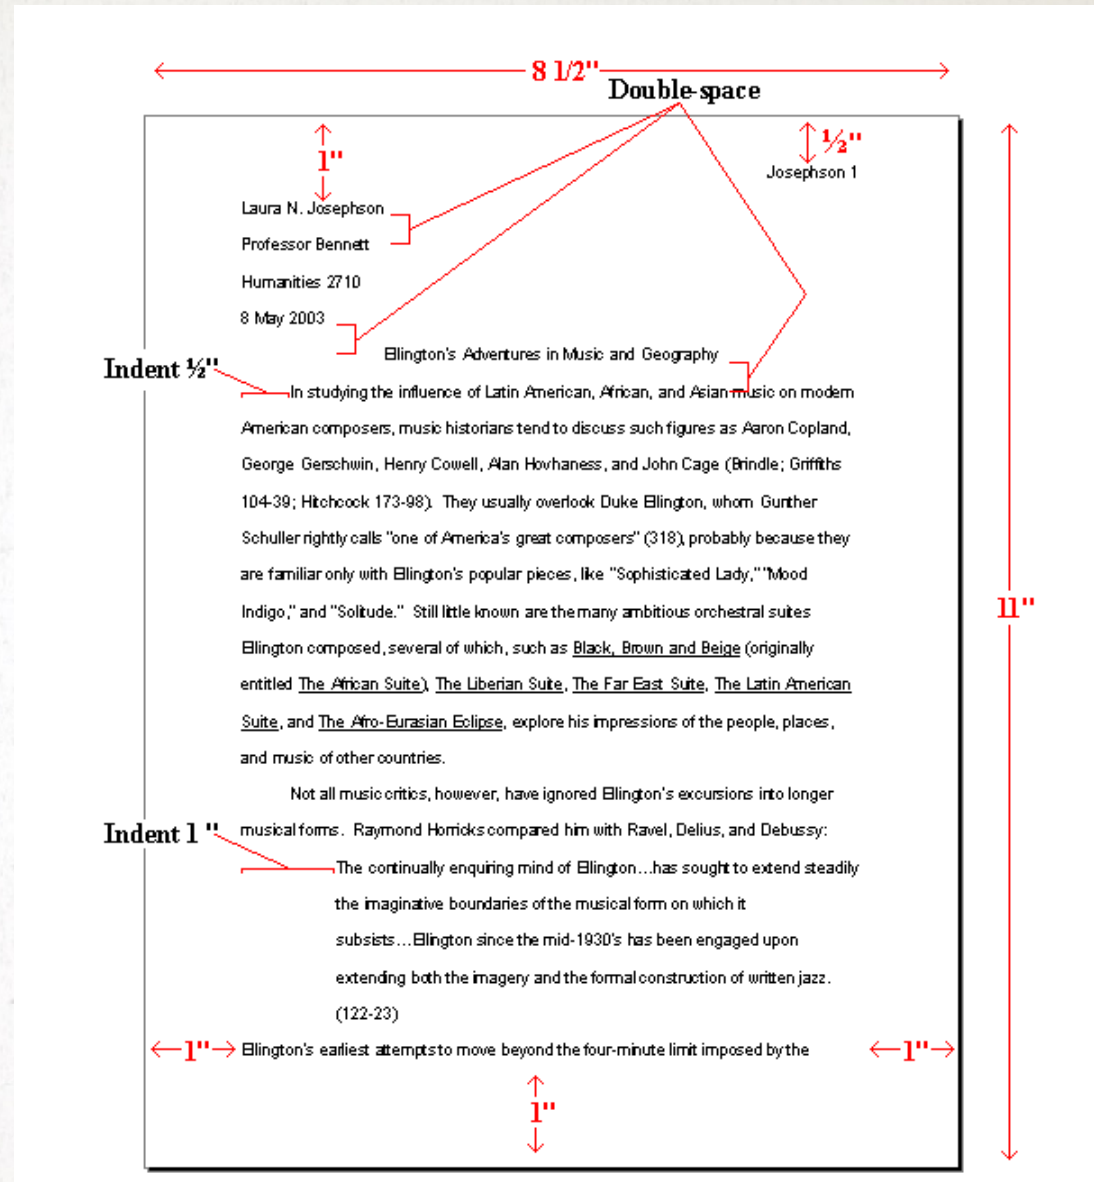 8 1/2"
Double-space
1"
½"
Josephson 1
Laura N. Josephson
Professor Bennett
Humanities 2710
8 May 2003
Ellington's Adventures in Music and Geography
Indent ½"
In studying the influence of Latin American, African, and Asian music on modern
American composers, music historians tend to discuss such figures as Aaron Copland,
George Gerschwin, Henry Cowell, Alan Hovhaness, and John Cage (Brindle; Griffiths
104-39; Hitchcock 173-98). They usually overlook Duke Ellington, whom Gunther
Schuller rightly calls "one of America's great composers" (318), probably because they
are familiar only with Ellington's popular pieces, like "Sophisticated Lady," "Mood
Indigo," and "Solitude." Still little known are the many ambitious orchestral suites
11"
Ellington composed, several of which, such as Black, Brown and Beige (originally
entitled The African Suite), The Liberian Suite, The Far East Suite, The Latin American
Suite, and The Afro-Eurasian Eclipse, explore his impressions of the people, places,
and music of other countries.
Not all music critics, however, have ignored Ellington's excursions into longer
Indent 1 "
musical forms. Raymond Horricks compared him with Ravel, Delius, and Debussy:
The continually enquiring mind of Ellington...has sought to extend steadily
the imaginative boundaries of the musical form on which it
subsists...Ellington since the mid-1930's has been engaged upon
extending both the imagery and the formal construction of written jazz.
(122-23)
1" Ellington's earliest attempts to move beyond the four-minute limit imposed by the 1"
1"